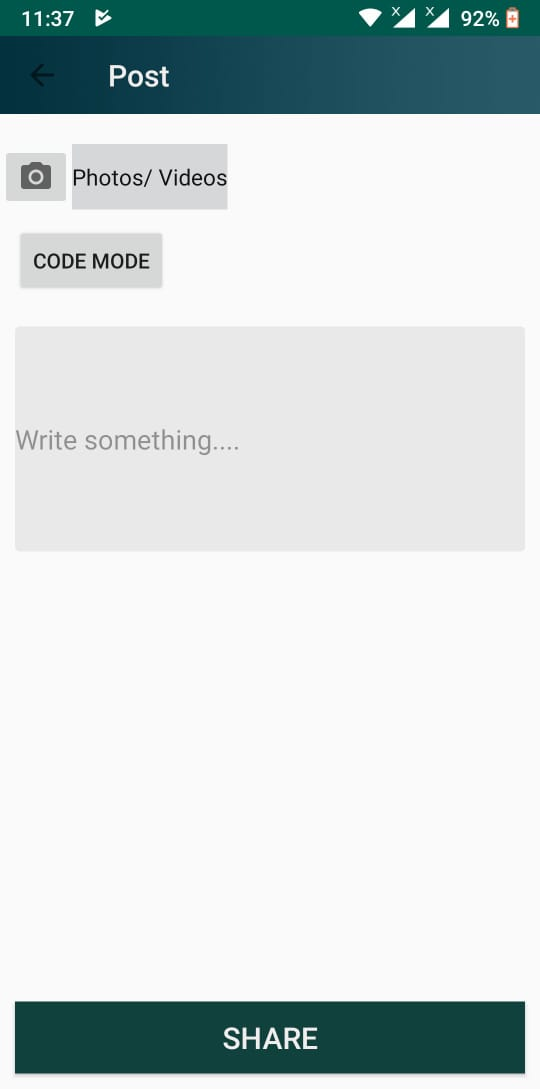 11:37
92%
Post
Photos/ Videos
CODE MODE
Write something....
SHARE